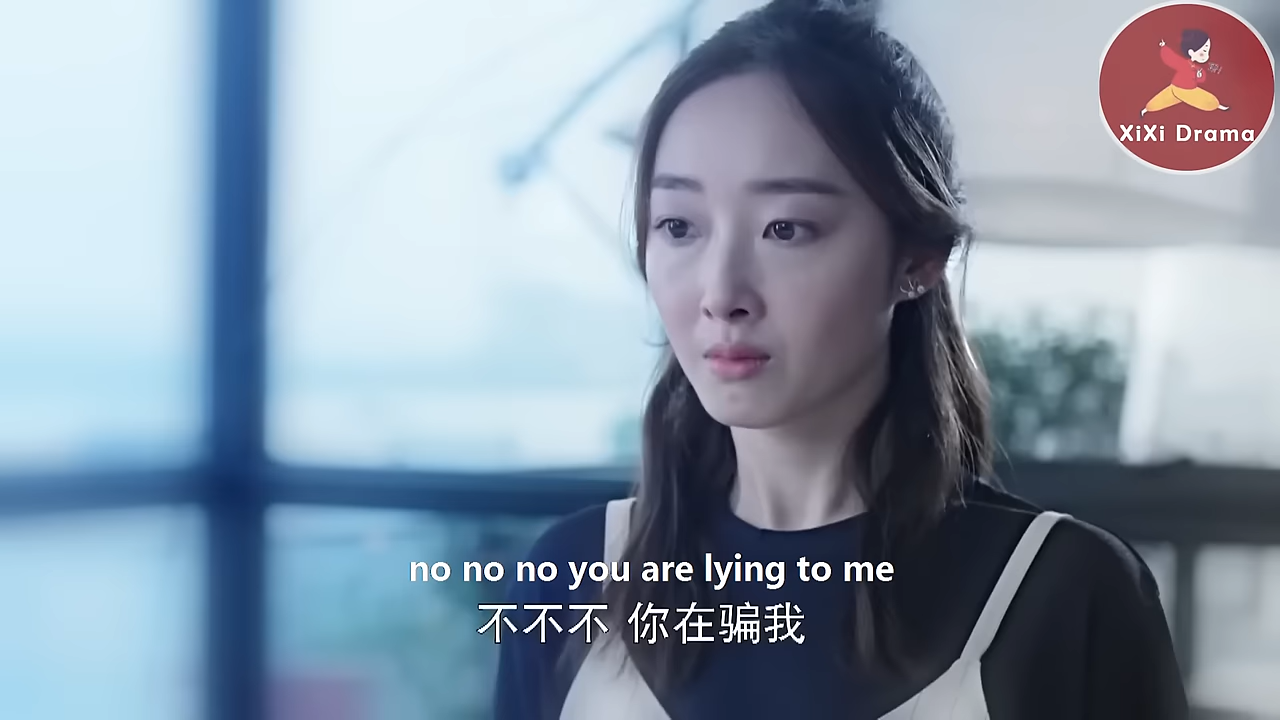 XiXi Drama
no no no you are lying to me
不不不 你在骗我